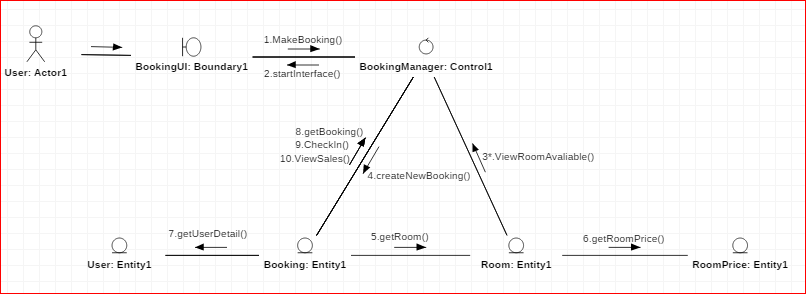 1.MakeBooking()
User: Actor1
BookingUI: Boundary1
2.startInterface()
BookingManager: Control1
8.getBooking()
9.CheckIn()
10.ViewSales()
3*.ViewRoomAvaliable()
4.createNewBooking()
7.getUserDetail()
5.getRoom()
6.getRoomPrice()
User: Entity1
Booking: Entity1
Room: Entity1
RoomPrice: Entity1